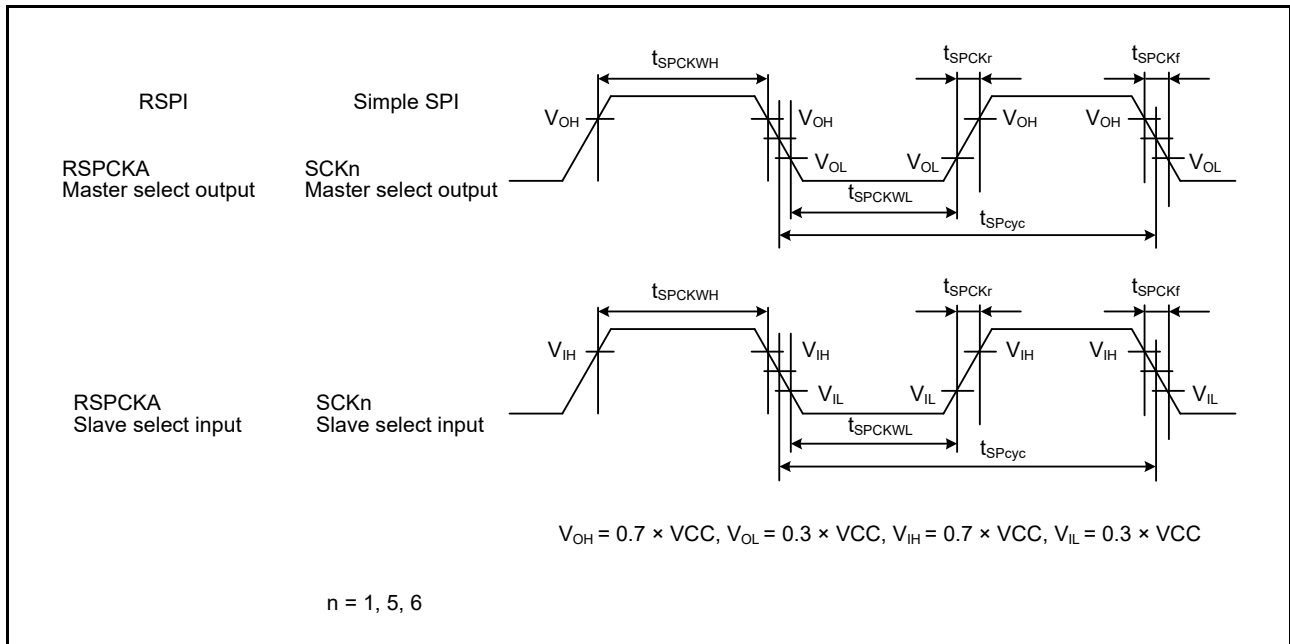 RSPI
Simple SPI
tSPCKWH
tSPCKr
tSPCKf
VOH
VOH
VOH
VOH
RSPCKA
Master select output
SCKn
Master select output
VOL
VOL
VOL
tSPCKWL
tSPcyc
tSPCKWH
tSPCKr
tSPCKf
VIH
VIH
VIH
VIH
RSPCKA
Slave select input
SCKn
Slave select input
VIL
VIL
VIL
tSPCKWL
tSPcyc
VOH = 0.7 × VCC, VOL = 0.3 × VCC, VIH = 0.7 × VCC, VIL = 0.3 × VCC
n = 1, 5, 6